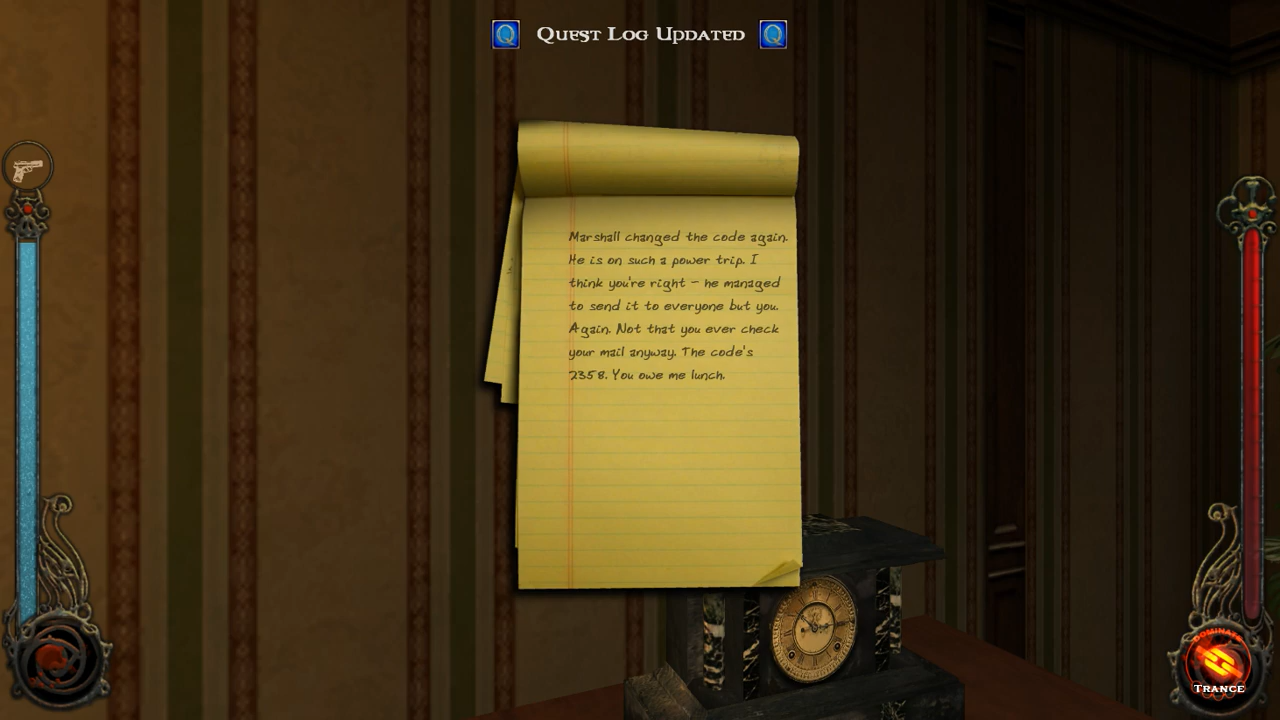 Quest Log Updated
Marshall changed the code again.
He is on such a power trip. I
think you're right - he managed
to send it to everyone but you.
Again. Not that you ever check
your mail anyway. The code's
2358. You owe me lunch.
DOMINATE
TRANCE